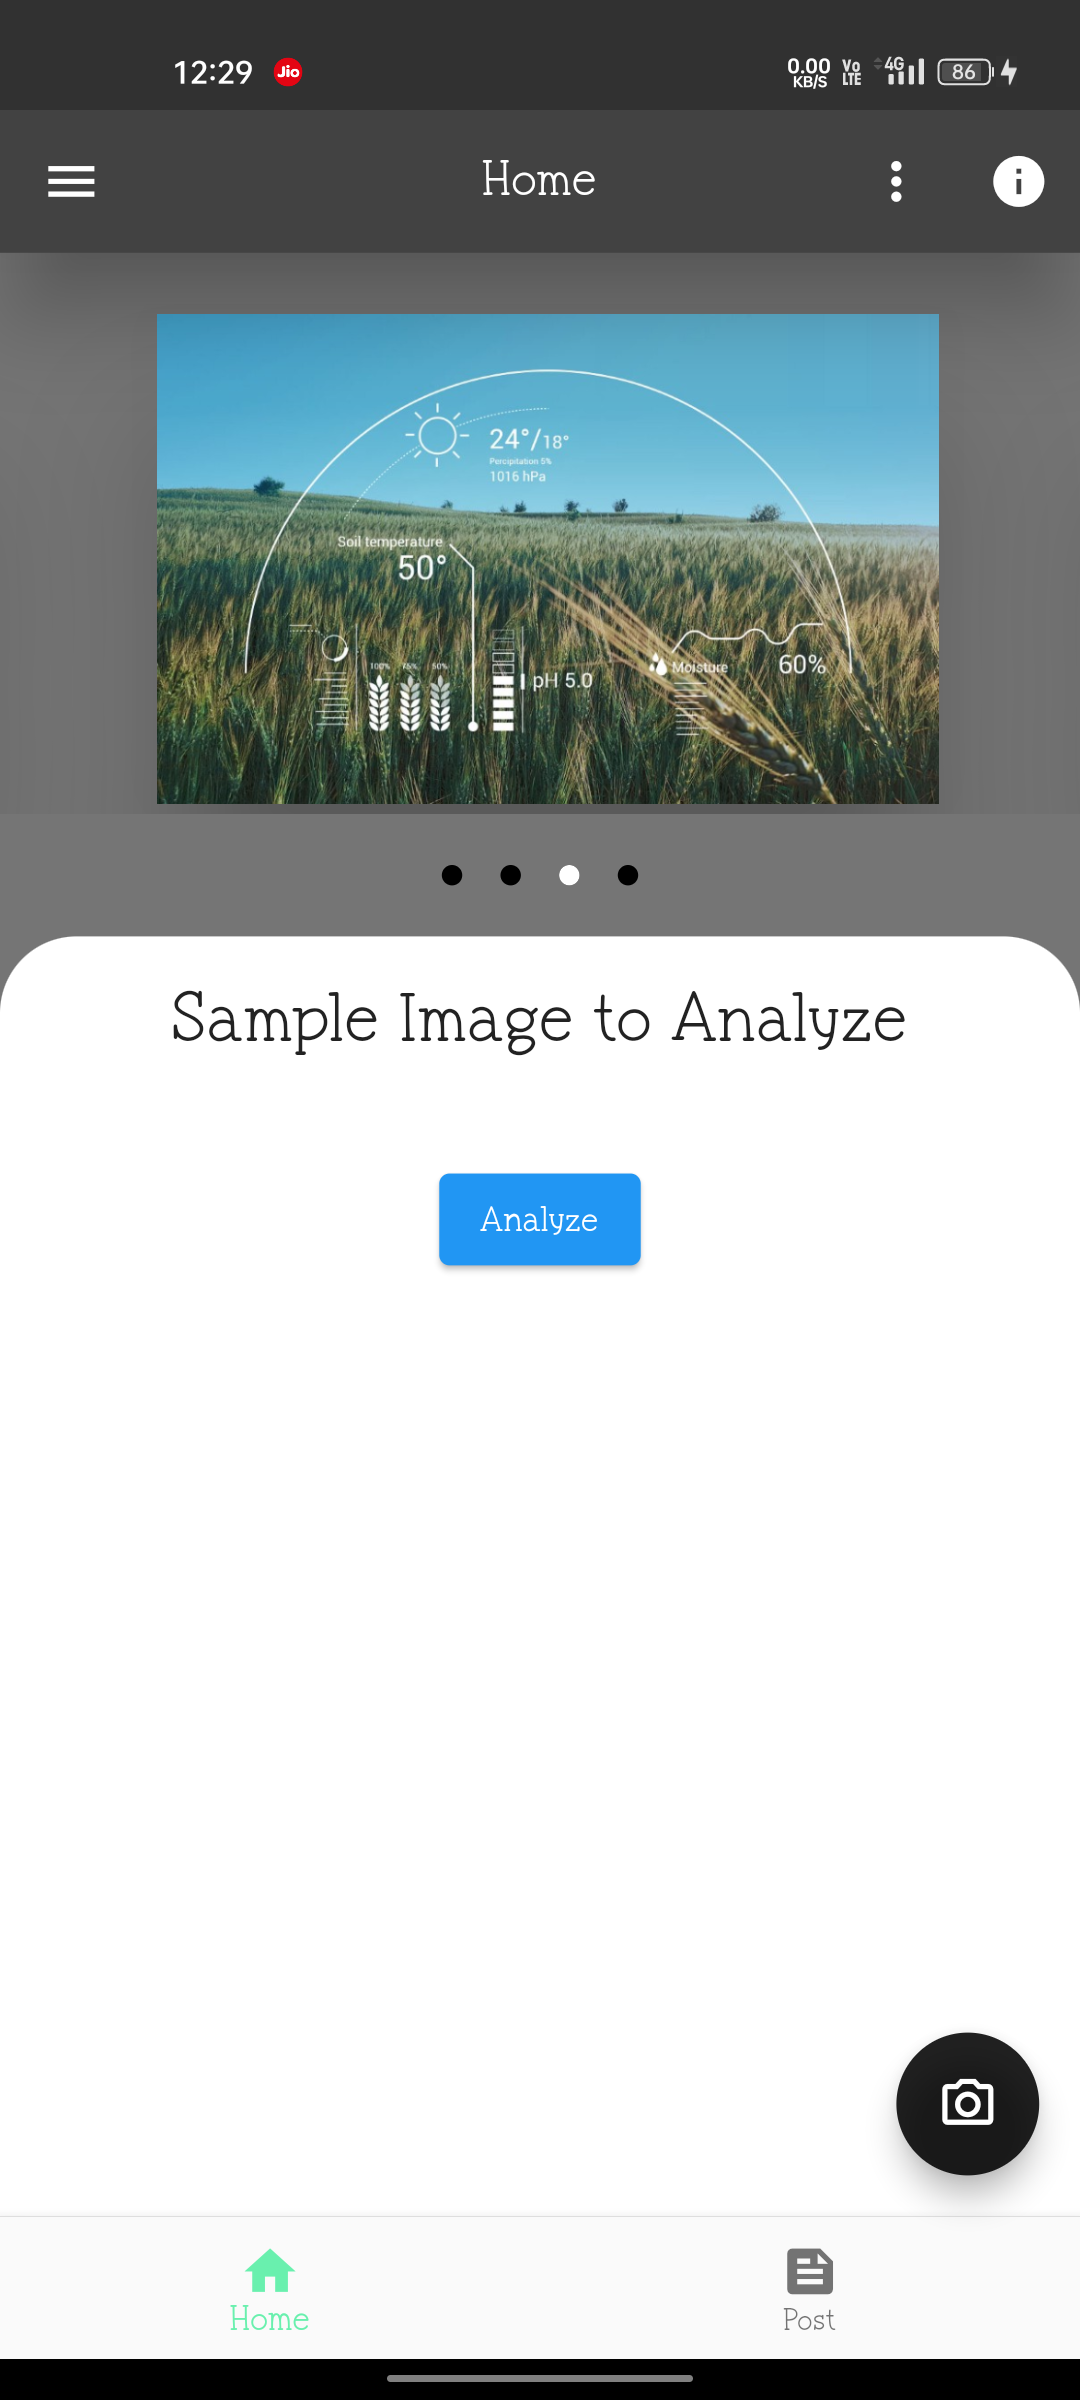 12:29 Jio 0.00 KB/S Vo LTE 4G 86
Home
24°/18°
Percipitation 5%
1016 hPa
Soil temperature
50°
100% 75% 50%
pH 5.0
Moisture 60%
Sample Image to Analyze
Analyze
Home Post